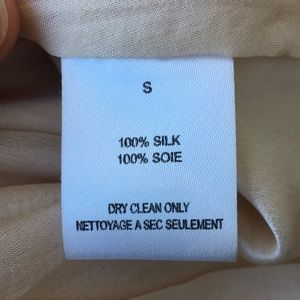 S
100% SILK
100% SOIE
DRY CLEAN ONLY
NETTOYAGE A SEC SEULEMENT